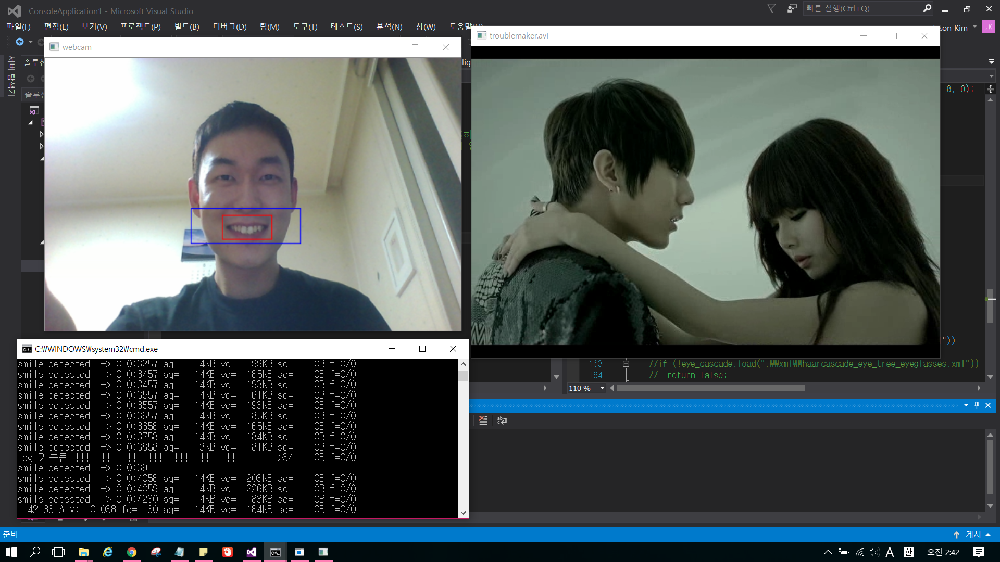 ConsoleApplication1 - Microsoft Visual Studio
빠른 실행(Ctrl+Q)
파일(F) 편집(E) 보기(V) 프로젝트(P) 빌드(B) 디버그(D) 팀(M) 도구(T) 테스트(S) 분석(N) 창(W) 도움말(H)
son Kim JK
webcam
troublemaker.avi
서버 탐색기
솔루션
lig
솔루션
8, 0);
"))
C:₩WINDOWS₩system32₩cmd.exe
smile detected! -> 0:0:3257 aq= 14KB vq= 199KB sq= 0B f=0/0
smile detected! -> 0:0:3457 aq= 14KB vq= 185KB sq= 0B f=0/0
smile detected! -> 0:0:3457 aq= 14KB vq= 193KB sq= 0B f=0/0
smile detected! -> 0:0:3557 aq= 14KB vq= 161KB sq= 0B f=0/0
smile detected! -> 0:0:3557 aq= 14KB vq= 193KB sq= 0B f=0/0
smile detected! -> 0:0:3657 aq= 14KB vq= 185KB sq= 0B f=0/0
smile detected! -> 0:0:3658 aq= 14KB vq= 165KB sq= 0B f=0/0
smile detected! -> 0:0:3758 aq= 14KB vq= 184KB sq= 0B f=0/0
smile detected! -> 0:0:3858 aq= 13KB vq= 181KB sq= 0B f=0/0
log 기록됨!!!!!!!!!!!!!!!!!!!!!!!!!!!!!!!!-------->34 0B f=0/0
smile detected! -> 0:0:39
smile detected! -> 0:0:4058 aq= 14KB vq= 203KB sq= 0B f=0/0
smile detected! -> 0:0:4059 aq= 14KB vq= 226KB sq= 0B f=0/0
smile detected! -> 0:0:4260 aq= 14KB vq= 183KB sq= 0B f=0/0
42.33 A-V: -0.038 fd= 60 aq= 14KB vq= 184KB sq= 0B f=0/0
163 //if (!eye_cascade.load(".₩₩xml₩₩haarcascade_eye_tree_eyeglasses.xml"))
164 // return false;
110 %
준비
게시
A 한 오전 2:42